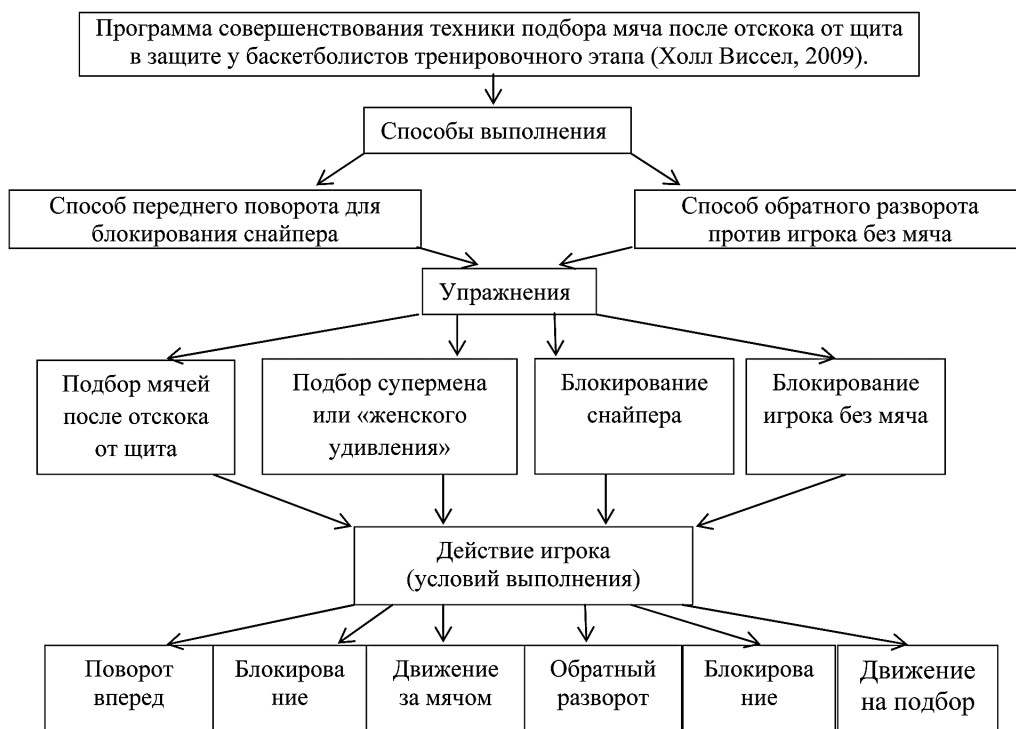 Программа совершенствования техники подбора мяча после отскока от щита
в защите у баскетболистов тренировочного этапа (Холл Виссел, 2009).
Способы выполнения
Способ переднего поворота для
блокирования снайпера
Способ обратного разворота
против игрока без мяча
Упражнения
Подбор мячей
после отскока
от щита
Подбор супермена
или «женского
удивления»
Блокирование
снайпера
Блокирование
игрока без мяча
Действие игрока
(условий выполнения)
Поворот
вперед
Блокирова
ние
Движение
за мячом
Обратный
разворот
Блокирова
ние
Движение
на подбор